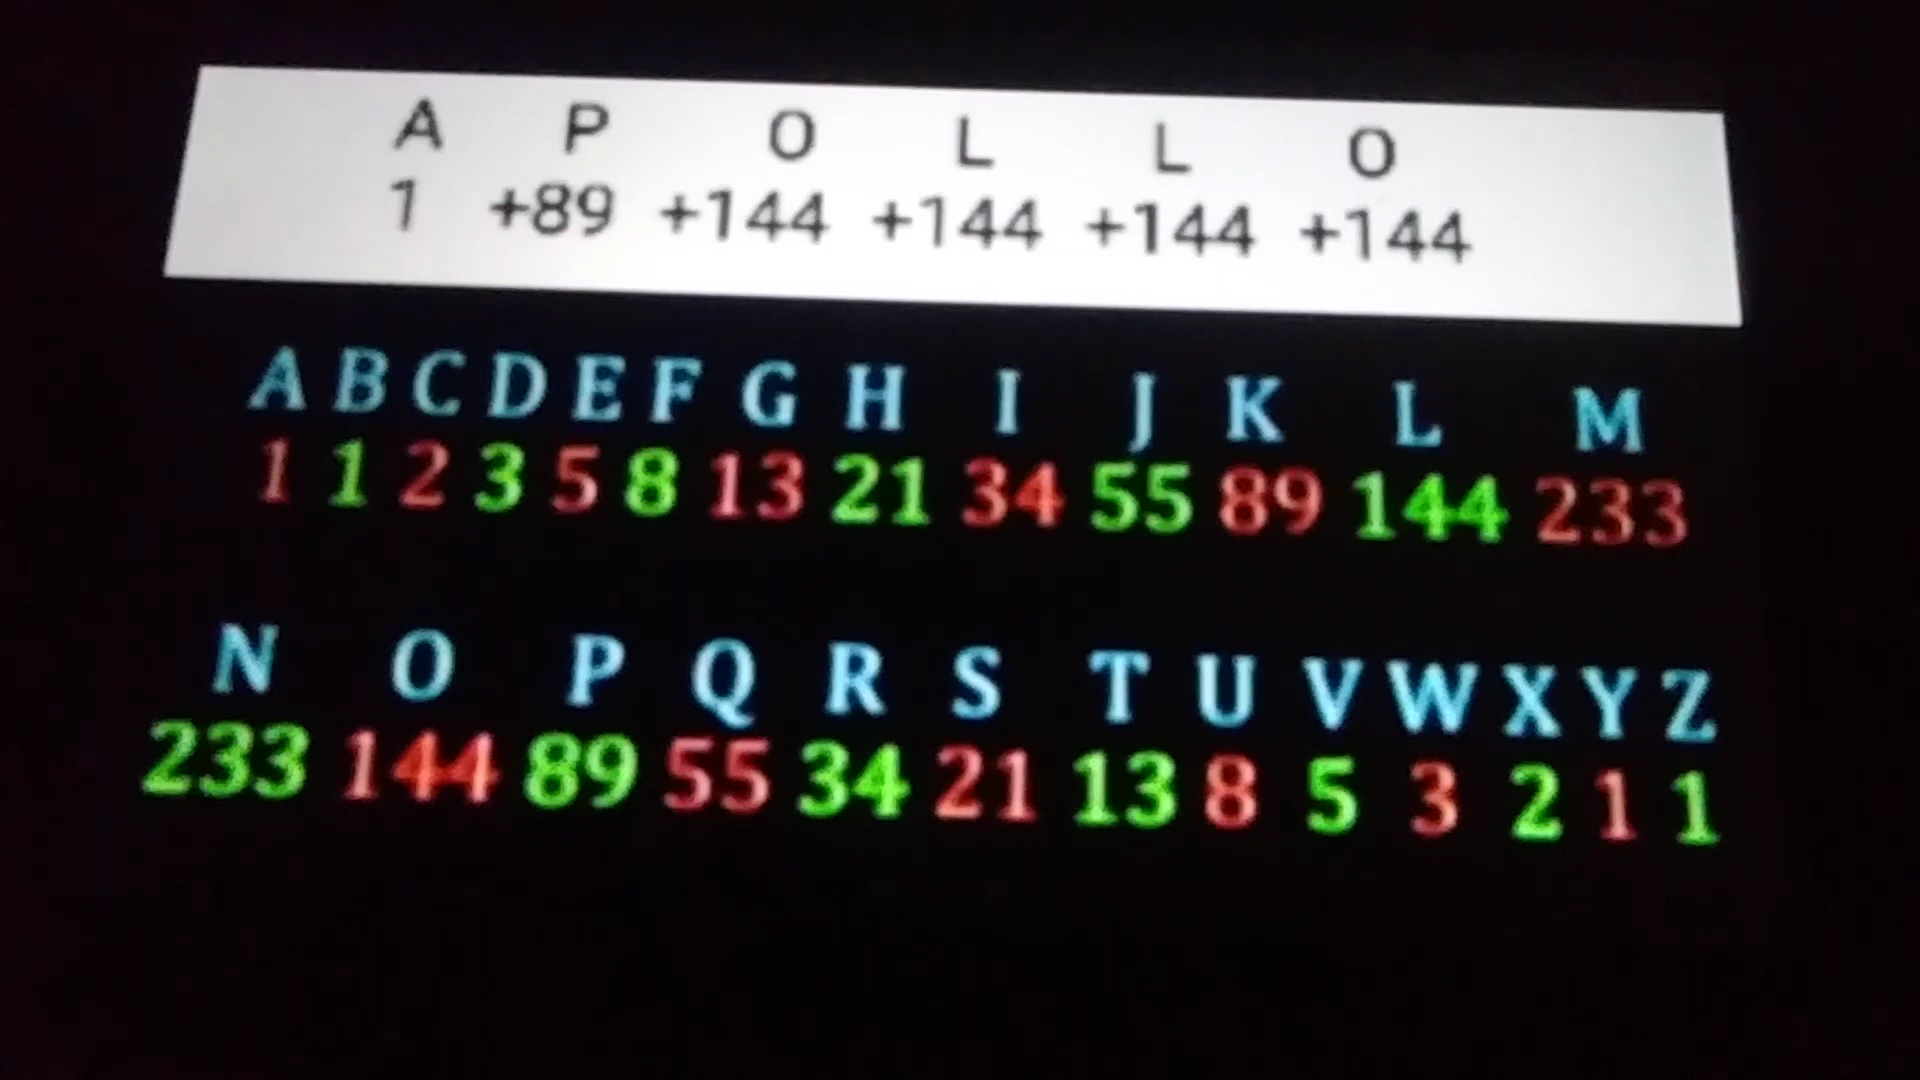 A P O L L O
1 +89 +144 +144 +144 +144
A B C D E F G H I J K L M
1 1 2 3 5 8 13 21 34 55 89 144 233
N O P Q R S T U V W X Y Z
233 144 89 55 34 21 13 8 5 3 2 1 1